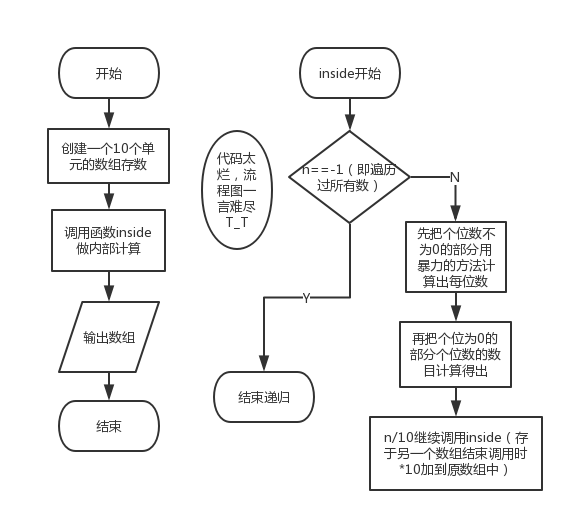 开始
创建一个10个单
元的数组存数
调用函数inside
做内部计算
输出数组
结束
代码太
烂，流
程图一
言难尽
T_T
inside开始
n==-1（即遍历
过所有数）
N
Y
先把个位数不
为0的部分用
暴力的方法计
算出每位数
再把个位为0的
部分个位数的数
目计算得出
n/10继续调用inside（存
于另一个数组结束调用时
*10加到原数组中）
结束递归